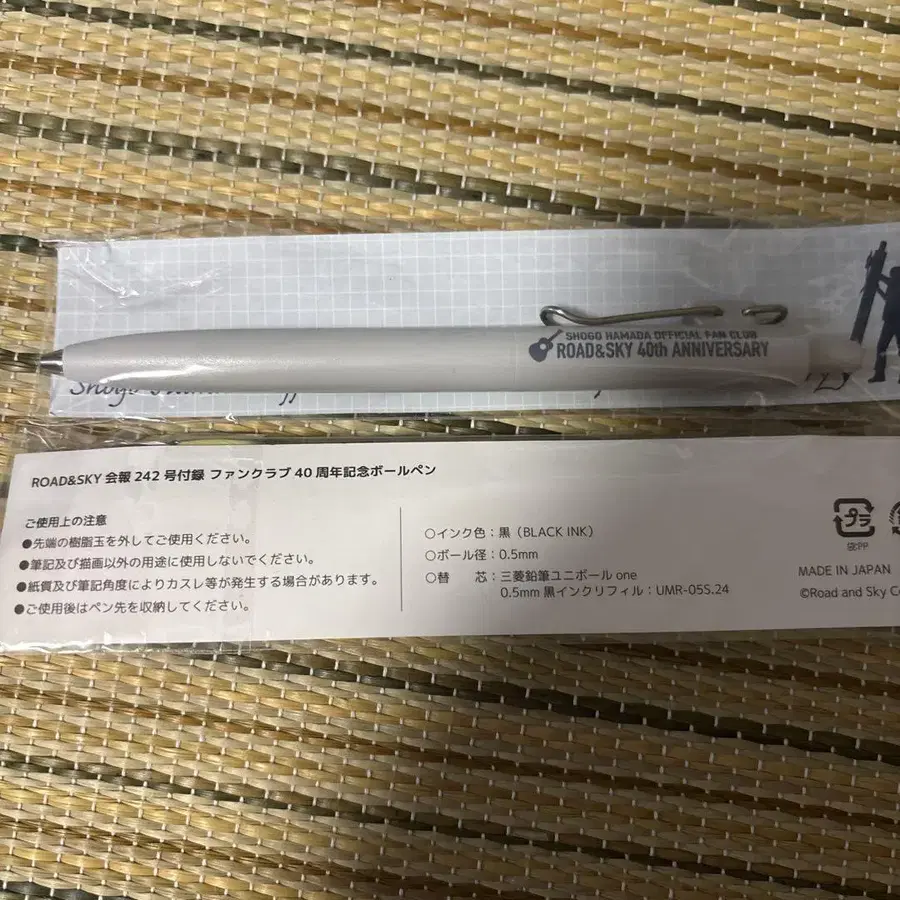 SHOGO HAMADA OFFICIAL FAN CLUB
ROAD&SKY 40th ANNIVERSARY
Shogo
ROAD&SKY 会報 242 号付録 ファンクラブ 40 周年記念ボールペン
ご使用上の注意
●先端の樹脂玉を外してご使用ください。
●筆記及び描画以外の用途に使用しないでください。
●紙質及び筆記角度によりカスレ等が発生する場合があります。
●ご使用後はペン先を収納してください。
○インク色：黒（BLACK INK）
○ボール径：0.5mm
○替 芯：三菱鉛筆ユニボール one
0.5mm 黒インクリフィル：UMR-05S.24
プラ
袋:PP
MADE IN JAPAN
©Road and Sky Co